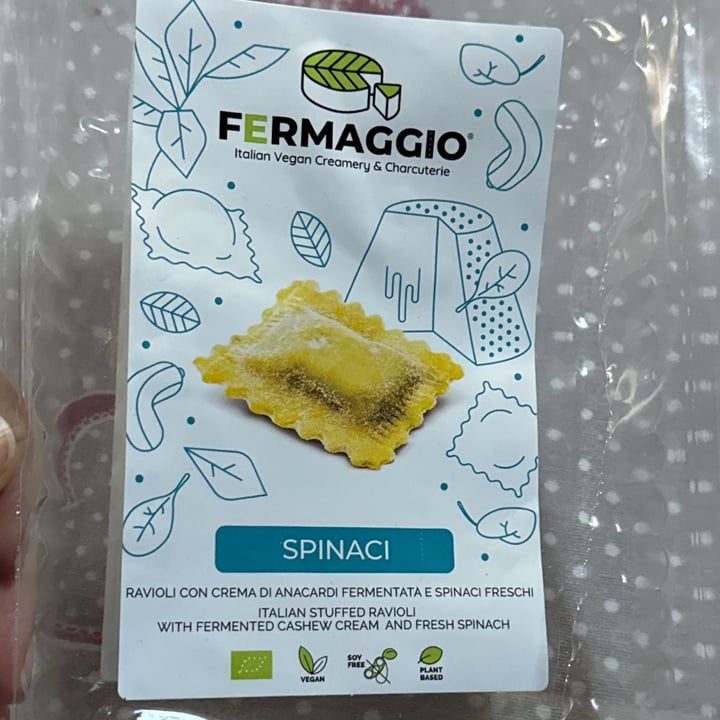 FERMAGGIO®
Italian Vegan Creamery & Charcuterie
SPINACI
RAVIOLI CON CREMA DI ANACARDI FERMENTATA E SPINACI FRESCHI
ITALIAN STUFFED RAVIOLI
WITH FERMENTED CASHEW CREAM AND FRESH SPINACH
VEGAN
SOY
FREE
PLANT
BASED